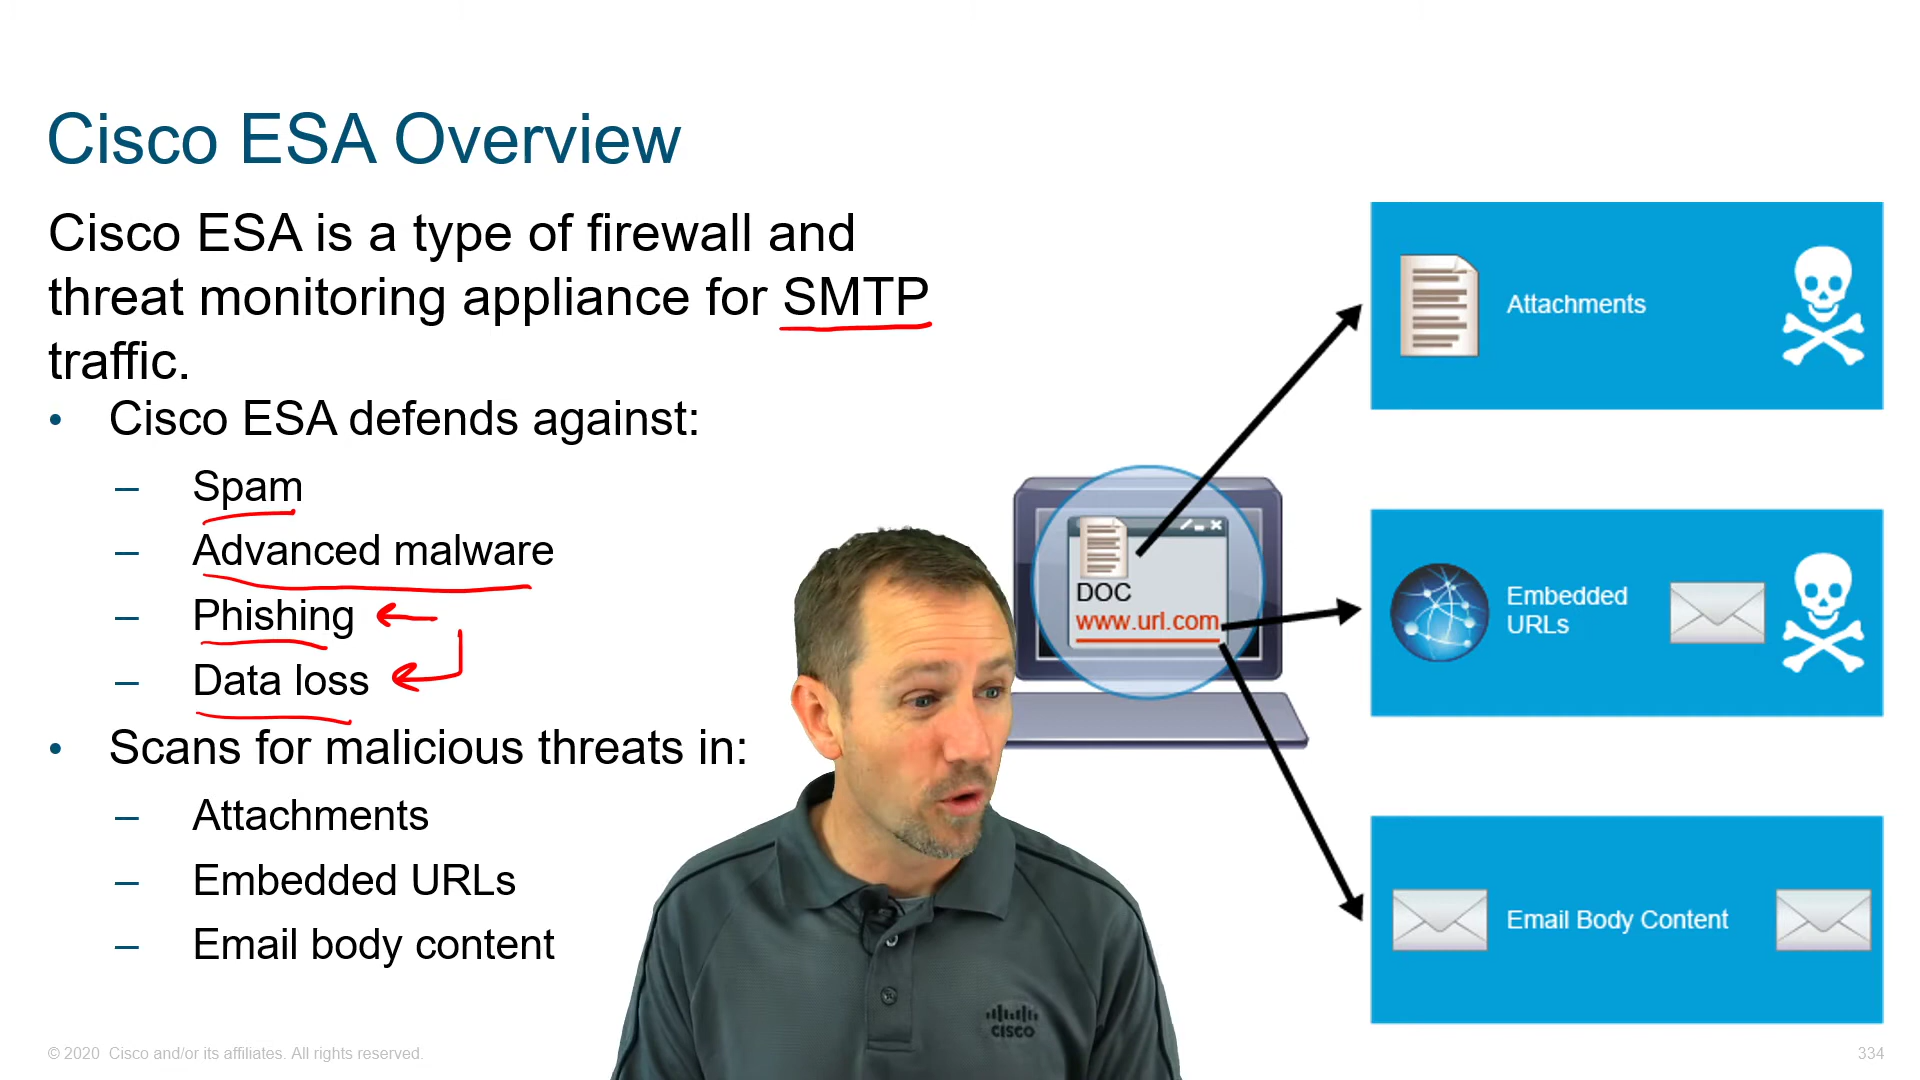 Cisco ESA Overview
Cisco ESA is a type of firewall and
threat monitoring appliance for SMTP
traffic.
• Cisco ESA defends against:
– Spam
– Advanced malware
– Phishing
– Data loss
• Scans for malicious threats in:
– Attachments
– Embedded URLs
– Email body content
DOC
www.url.com
Attachments
Embedded
URLs
Email Body Content
CISCO
© 2020 Cisco and/or its affiliates. All rights reserved.
334